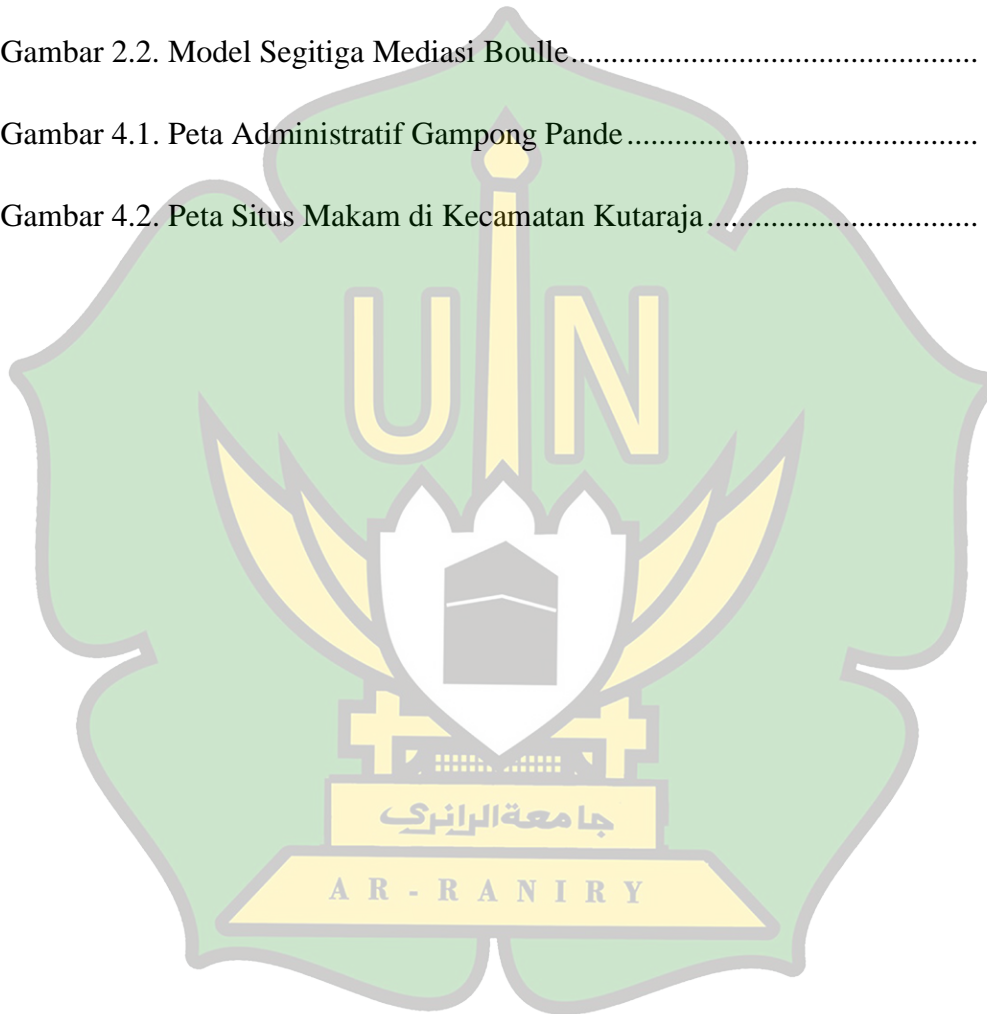 Gambar 2.2. Model Segitiga Mediasi Boulle................................................
Gambar 4.1. Peta Administratif Gampong Pande.........................................
Gambar 4.2. Peta Situs Makam di Kecamatan Kutaraja................................
UIN
جامعة الرانري
AR - RANIRY